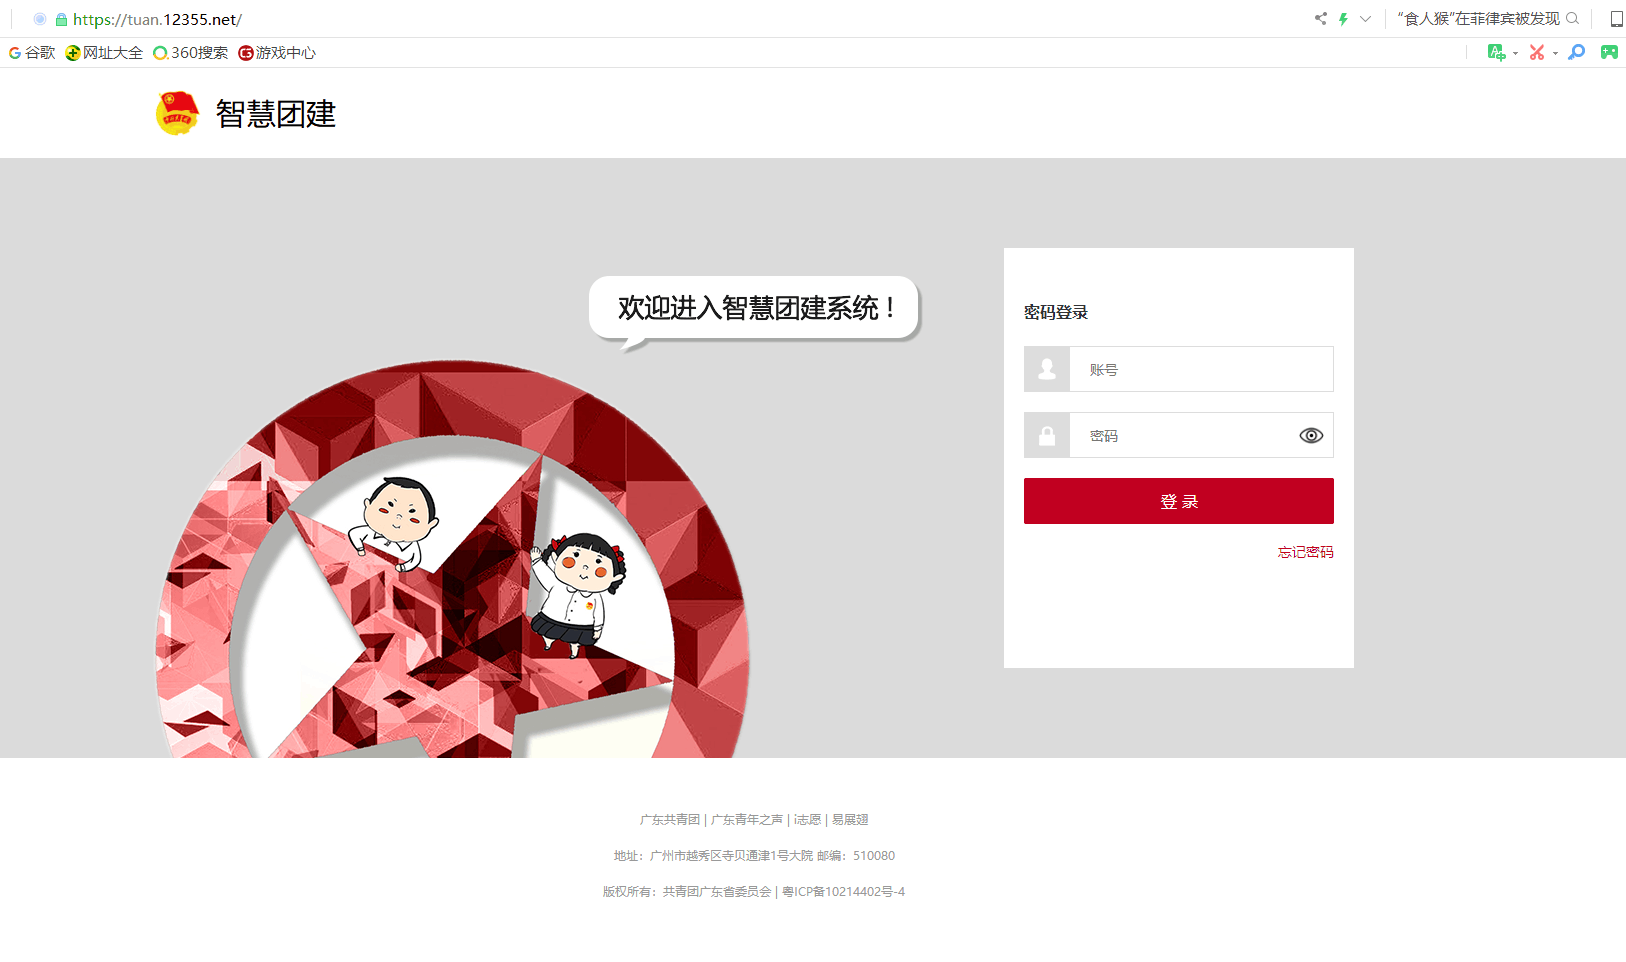 https://tuan.12355.net/
“食人猴”在菲律宾被发现
谷歌 网址大全 360搜索 游戏中心
智慧团建
欢迎进入智慧团建系统！
密码登录
账号
密码
登 录
忘记密码
广东共青团 | 广东青年之声 | i志愿 | 易展翅
地址：广州市越秀区寺贝通津1号大院 邮编：510080
版权所有：共青团广东省委员会 | 粤ICP备10214402号-4